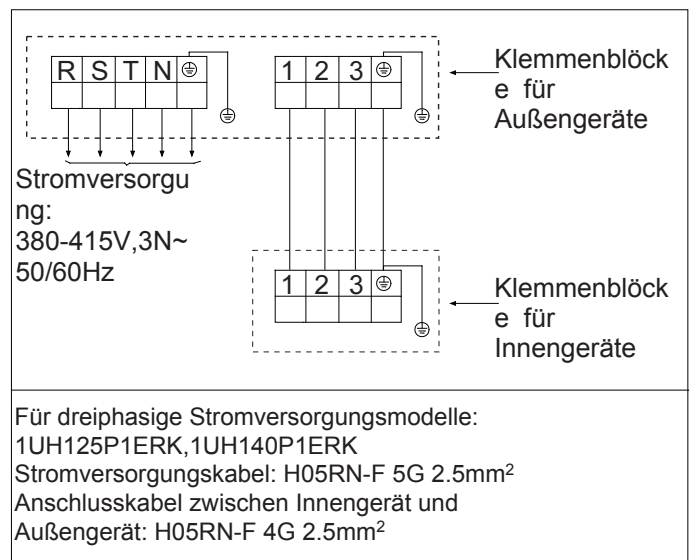 R S T N ⏚
1 2 3 ⏚
Klemmenblöck
e für
Außengeräte
⏚
⏚
Stromversorgu
ng:
380-415V,3N~
50/60Hz
1 2 3 ⏚
Klemmenblöck
e für
Innengeräte
⏚
Für dreiphasige Stromversorgungsmodelle:
1UH125P1ERK,1UH140P1ERK
Stromversorgungskabel: H05RN-F 5G 2.5mm²
Anschlusskabel zwischen Innengerät und
Außengerät: H05RN-F 4G 2.5mm²